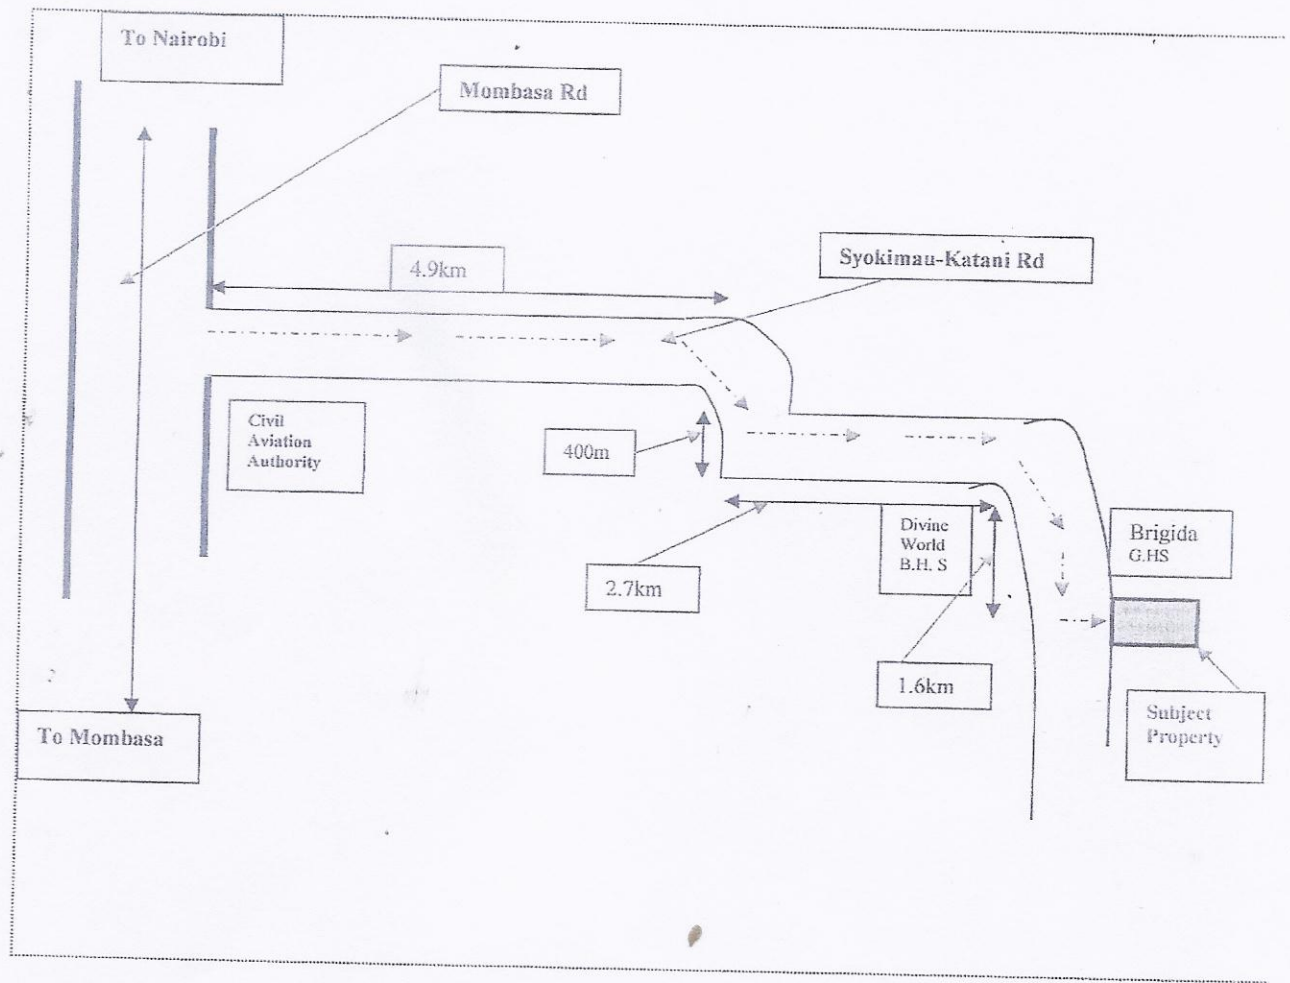 To Nairobi
Mombasa Rd
Syokimau-Katani Rd
4.9km
Civil
Aviation
Authority
400m
Divine
World
B.H. S
Brigida
G.HS
2.7km
1.6km
Subject
Property
To Mombasa